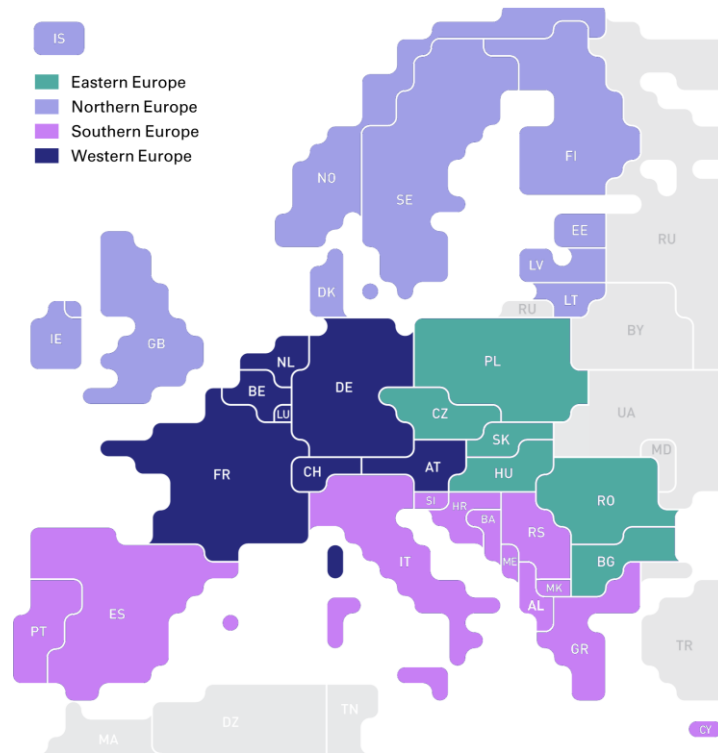 IS
Eastern Europe
Northern Europe
Southern Europe
Western Europe
NO
SE
FI
EE
RU
LV
DK
LT
RU
BY
IE
GB
NL
PL
BE
DE
LU
CZ
UA
SK
MD
FR
CH
AT
HU
SI
HR
RO
BA
RS
IT
ME
BG
MK
ES
AL
PT
GR
TR
TN
DZ
MA
CY